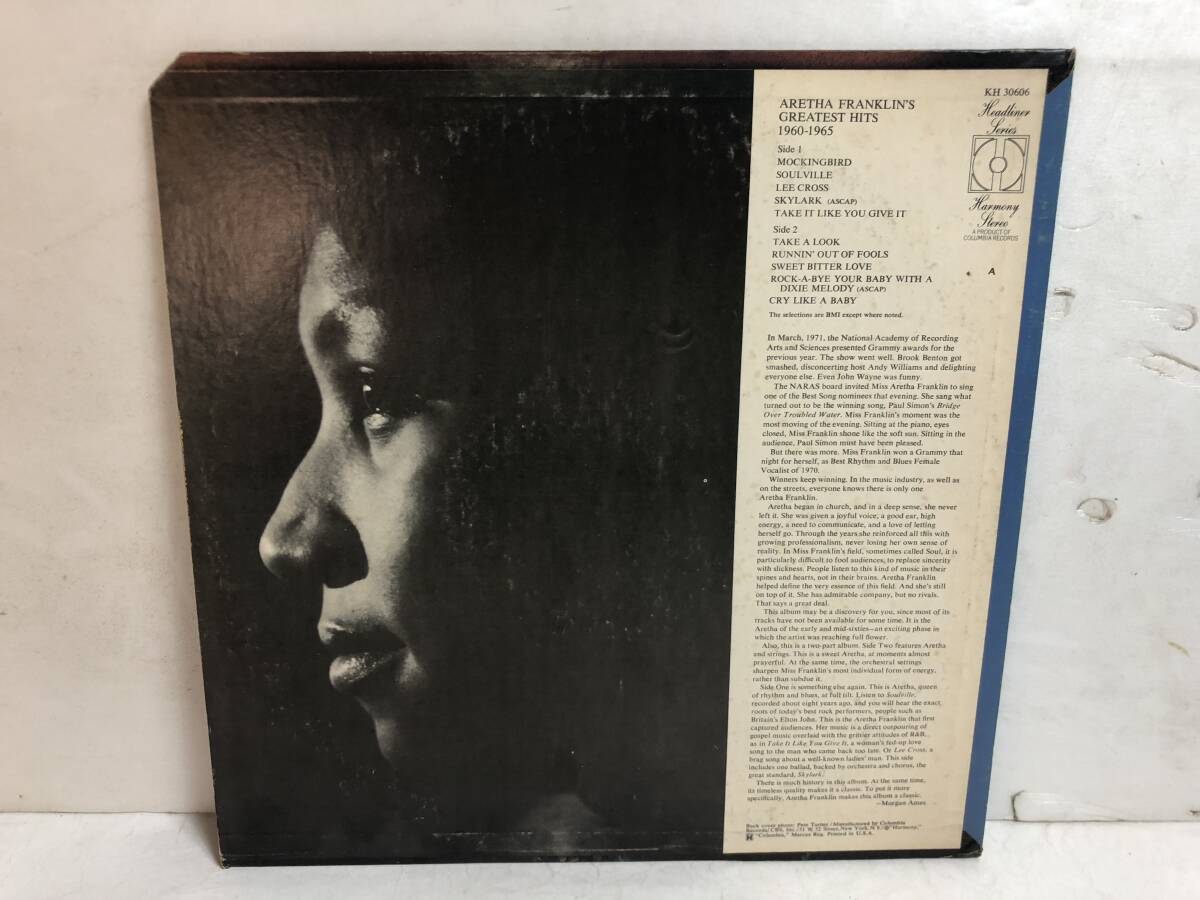 KH 30606
Headliner
Series
Harmony
Stereo
A PRODUCT OF
COLUMBIA RECORDS
A
ARETHA FRANKLIN'S
GREATEST HITS
1960-1965
Side 1
MOCKINGBIRD
SOULVILLE
LEE CROSS
SKYLARK (ASCAP)
TAKE IT LIKE YOU GIVE IT
Side 2
TAKE A LOOK
RUNNIN' OUT OF FOOLS
SWEET BITTER LOVE
ROCK-A-BYE YOUR BABY WITH A
DIXIE MELODY (ASCAP)
CRY LIKE A BABY
The selections are BMI except where noted.
In March, 1971, the National Academy of Recording
Arts and Sciences presented Grammy awards for the
previous year. The show went well. Brook Benton got
smashed, disconcerting host Andy Williams and delighting
everyone else. Even John Wayne was funny.
The NARAS board invited Miss Aretha Franklin to sing
one of the Best Song nominees that evening. She sang what
turned out to be the winning song, Paul Simon's Bridge
Over Troubled Water. Miss Franklin's moment was the
most moving of the evening. Sitting at the piano, eyes
closed, Miss Franklin shone like the soft sun. Sitting in the
audience, Paul Simon must have been pleased.
But there was more. Miss Franklin won a Grammy that
night for herself, as Best Rhythm and Blues Female
Vocalist of 1970.
Winners keep winning. In the music industry, as well as
on the streets, everyone knows there is only one
Aretha Franklin.
Aretha began in church, and in a deep sense, she never
left it. She was given a joyful voice, a good ear, high
energy, a need to communicate, and a love of letting
herself go. Through the years she reinforced all this with
growing professionalism, never losing her own sense of
reality. In Miss Franklin's field, sometimes called Soul, it is
particularly difficult to fool audiences, to replace sincerity
with slickness. People listen to this kind of music in their
spines and hearts, not in their brains. Aretha Franklin
helped define the very essence of this field. And she's still
on top of it. She has admirable company, but no rivals.
That says a great deal.
This album may be a discovery for you, since most of its
tracks have not been available for some time. It is the
Aretha of the early and mid-sixties—an exciting phase in
which the artist was reaching full flower.
Also, this is a two-part album. Side Two features Aretha
and strings. This is a sweet Aretha, at moments almost
prayerful. At the same time, the orchestral settings
sharpen Miss Franklin's most individual form of energy,
rather than subdue it.
Side One is something else again. This is Aretha, queen
of rhythm and blues, at full tilt. Listen to Soulville,
recorded about eight years ago, and you will hear the exact
roots of today's best rock performers, people such as
Britain's Elton John. This is the Aretha Franklin that first
captured audiences. Her music is a direct outpouring of
gospel music overlaid with the grittier attitudes of R&B,
as in Take It Like You Give It, a woman's fed-up love
song to the man who came back too late. Or Lee Cross, a
brag song about a well-known ladies' man. This side
includes one ballad, backed by orchestra and chorus, the
great standard, Skylark.
There is much history in this album. At the same time,
its timeless quality makes it a classic. To put it more
specifically, Aretha Franklin makes this album a classic.
—Morgan Ames
Back cover photo: Pete Turner/Manufactured by Columbia
Records/CBS, Inc./51 W. 52 Street, New York, N.Y./® "Harmony,"
"Columbia," Marcas Reg. Printed in U.S.A.